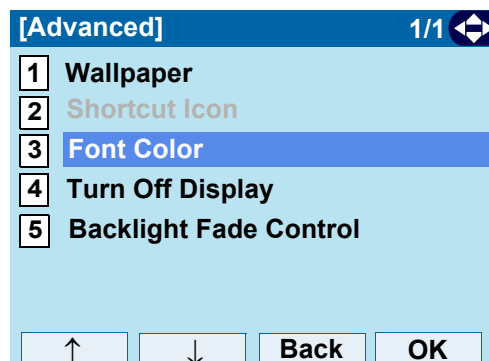 [Advanced] 1/1
1 Wallpaper
2 Shortcut Icon
3 Font Color
4 Turn Off Display
5 Backlight Fade Control
↑ ↓ Back OK